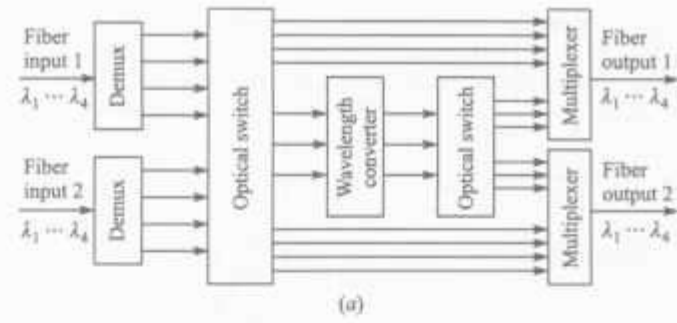 Fiber
input 1
λ1 ··· λ4
Demux
Fiber
input 2
λ1 ··· λ4
Demux
Optical switch
Wavelength
converter
Optical switch
Multiplexer
Fiber
output 1
λ1 ··· λ4
Multiplexer
Fiber
output 2
λ1 ··· λ4
(a)